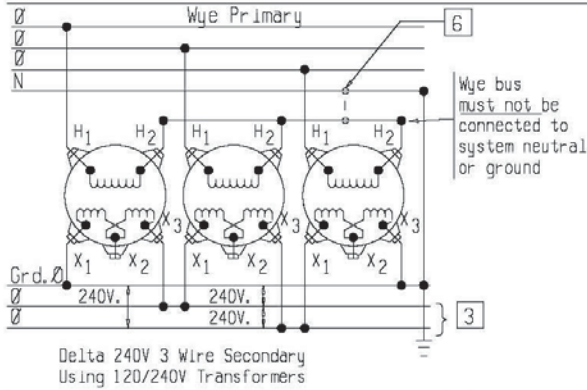 Ø
Wye Primary
6
Ø
Ø
N
Wye bus
must not be
connected to
system neutral
or ground
H1 H2 H1 H2 H1 H2
X3 X3 X3
X1 X2 X1 X2 X1 X2
Grd.Ø
Ø 240V. 240V.
Ø 240V.
3
Delta 240V 3 Wire Secondary
Using 120/240V Transformers